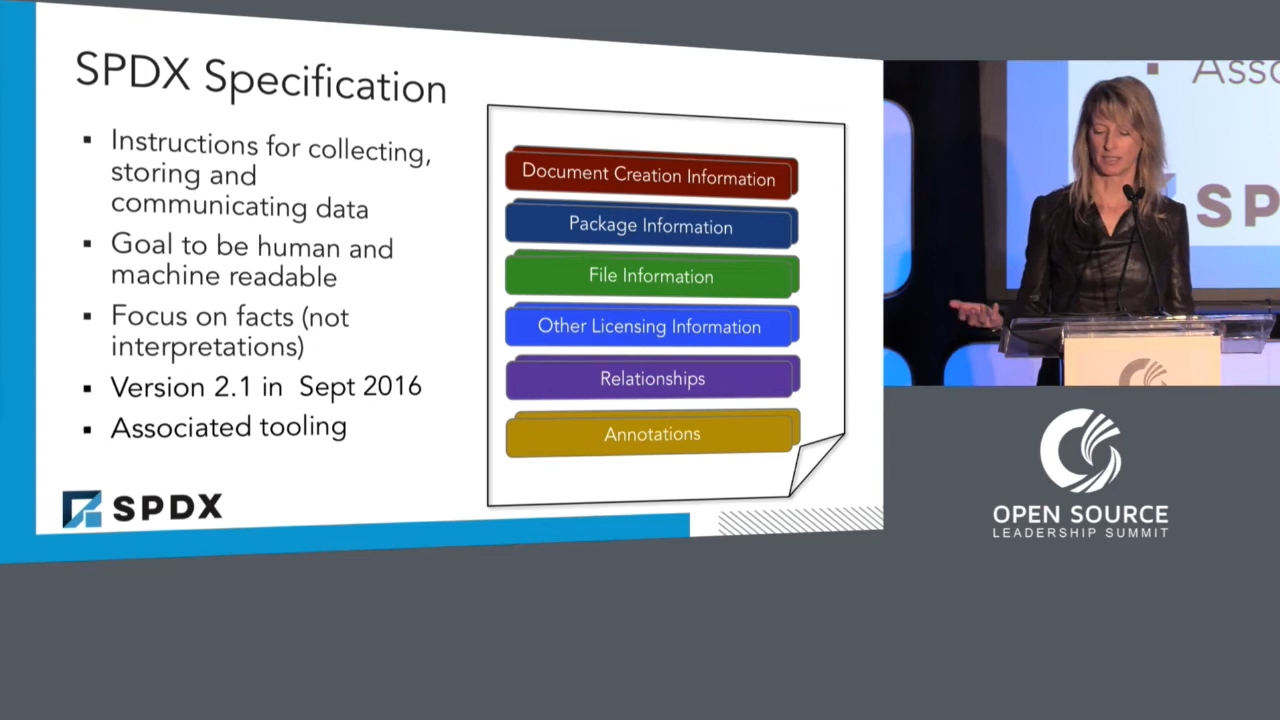 SPDX Specification
▪ Instructions for collecting,
storing and
communicating data
▪ Goal to be human and
machine readable
▪ Focus on facts (not
interpretations)
▪ Version 2.1 in Sept 2016
▪ Associated tooling
SPDX
Document Creation Information
Package Information
File Information
Other Licensing Information
Relationships
Annotations
▪ Asso
SP
OPEN SOURCE
LEADERSHIP SUMMIT